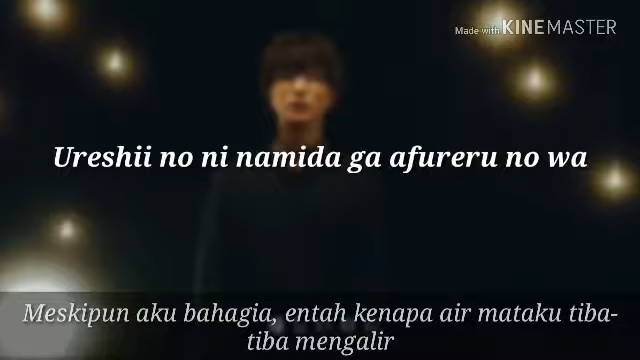 Made with KINEMASTER
Ureshii no ni namida ga afureru no wa
Meskipun aku bahagia, entah kenapa air mataku tiba-
tiba mengalir